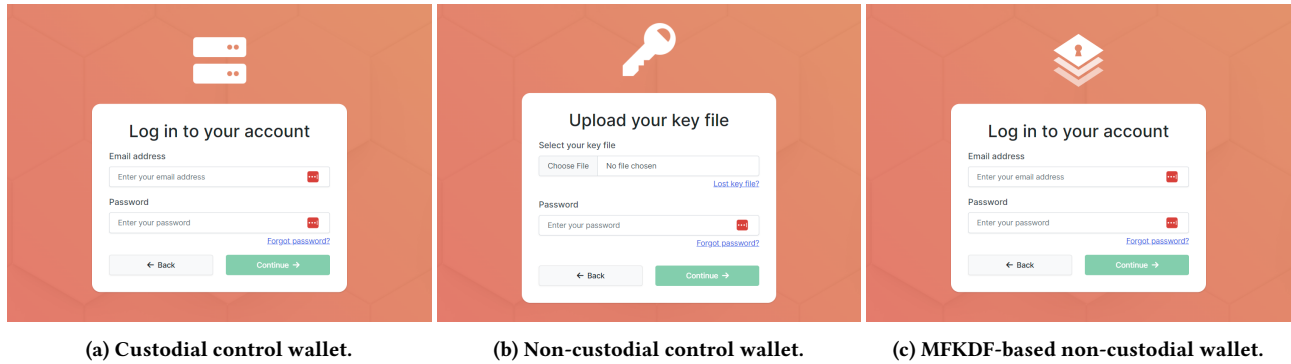 Log in to your account
Email address
Enter your email address
Password
Enter your password
Forgot password?
← Back
Continue →
(a) Custodial control wallet.
Upload your key file
Select your key file
Choose File No file chosen
Lost key file?
Password
Enter your password
Forgot password?
← Back
Continue →
(b) Non-custodial control wallet.
Log in to your account
Email address
Enter your email address
Password
Enter your password
Forgot password?
← Back
Continue →
(c) MFKDF-based non-custodial wallet.